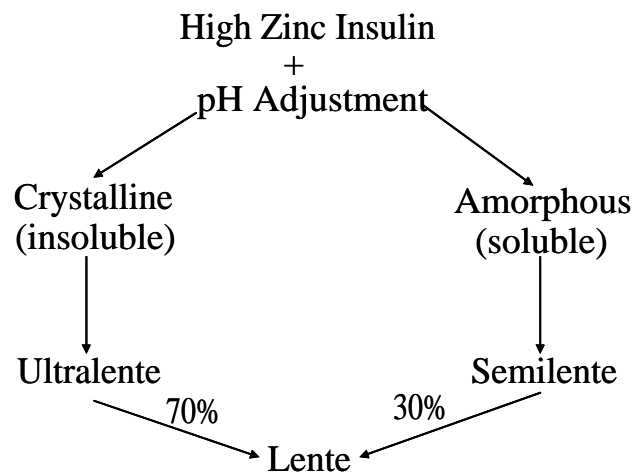 High Zinc Insulin
+
pH Adjustment
Crystalline
(insoluble)
Amorphous
(soluble)
Ultralente
Semilente
70%
30%
Lente